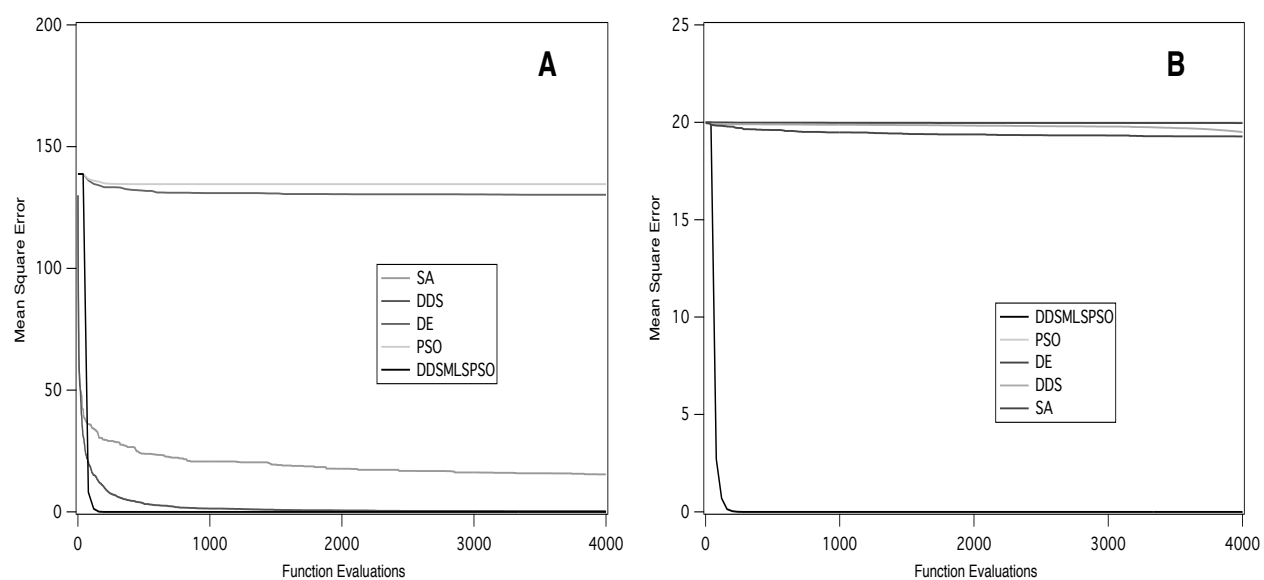 200
150
100
50
0
Mean Square Error
A
SA
DDS
DE
PSO
DDSMLSPSO
0
1000
2000
3000
4000
Function Evaluations
25
20
15
10
5
0
Mean Square Error
B
DDSMLSPSO
PSO
DE
DDS
SA
0
1000
2000
3000
4000
Function Evaluations